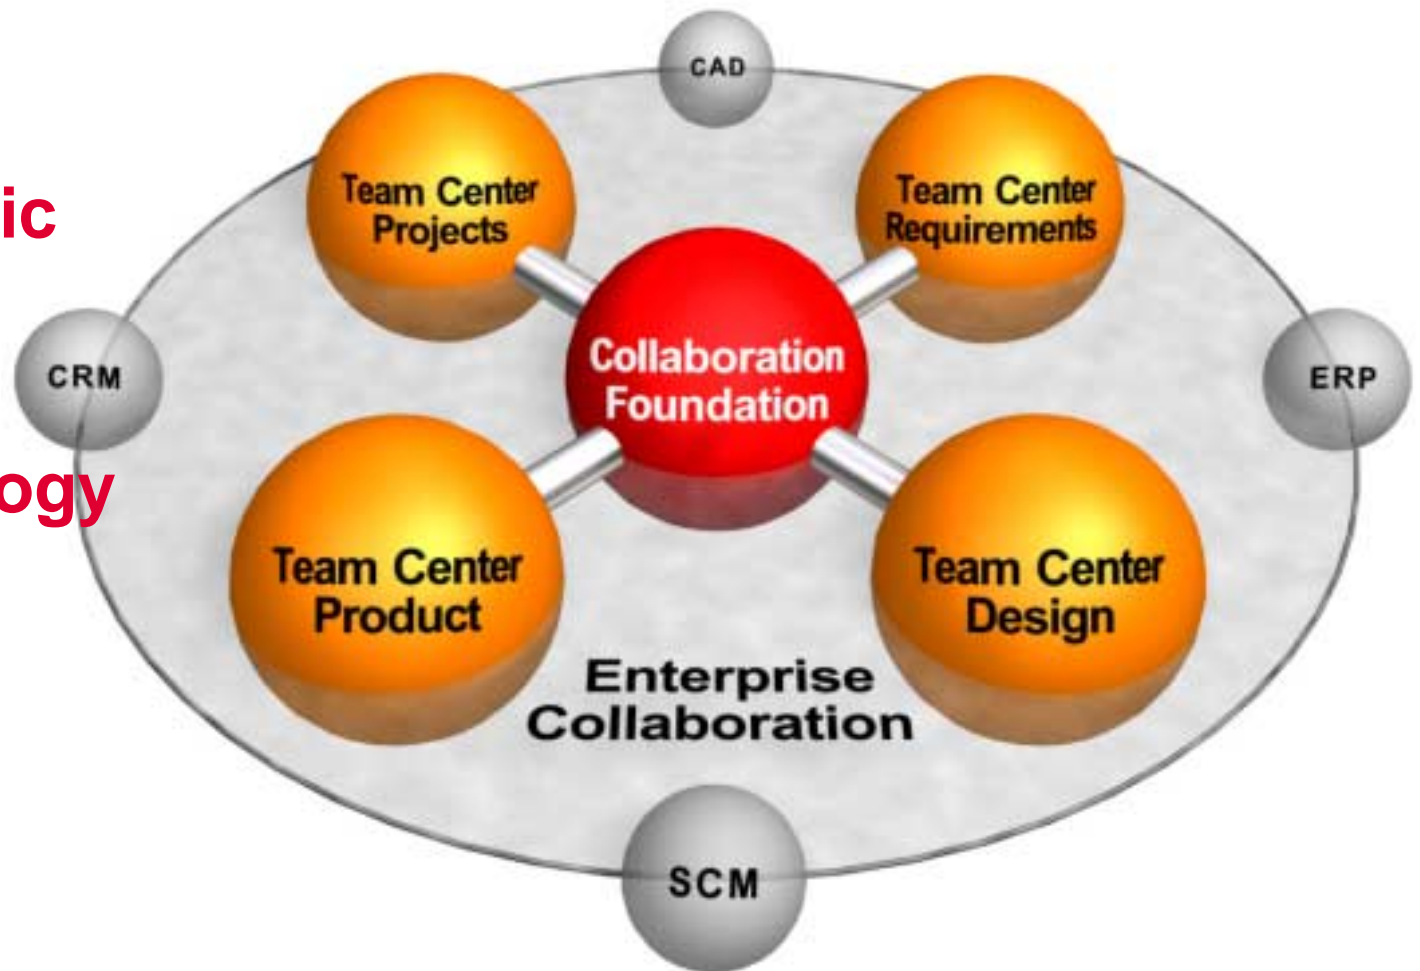 CAD
Team Center
Projects
Team Center
Requirements
ic
Collaboration
Foundation
CRM
ERP
ogy
Team Center
Product
Team Center
Design
Enterprise
Collaboration
SCM